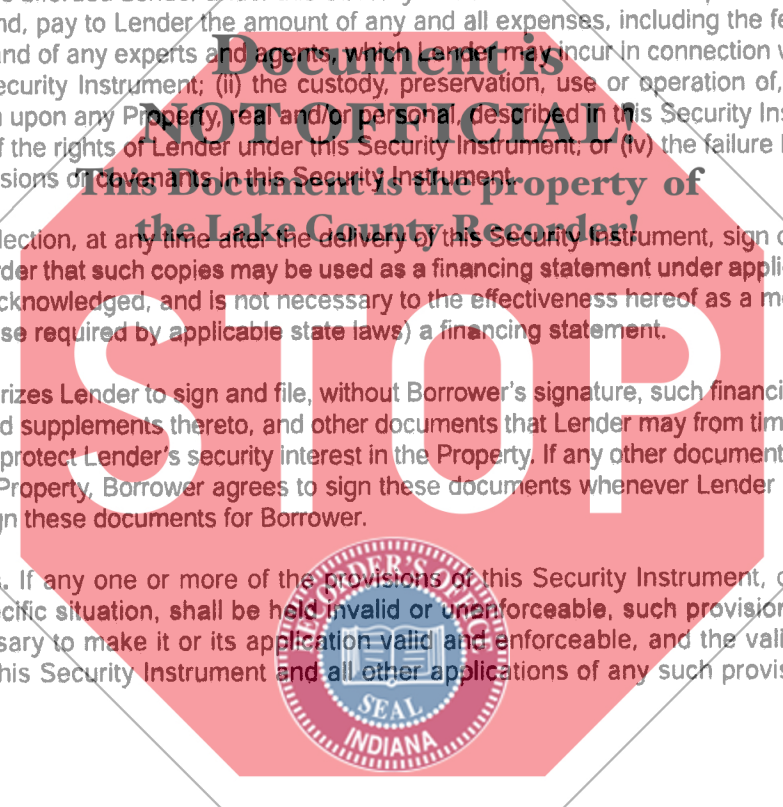 nd, pay to Lender the amount of any and all expenses, including the fe
and of any experts and agents, which Lender may incur in connection w
ecurity Instrument; (ii) the custody, preservation, use or operation of,
upon any Property, real and/or personal, described in this Security Ins
f the rights of Lender under this Security Instrument; or (iv) the failure
sions or covenants in this Security Instrument.
Document is
NOT OFFICIAL!
This Document is the property of
the Lake County Recorder!
lection, at any time after the delivery of this Security Instrument, sign
der that such copies may be used as a financing statement under appli
cknowledged, and is not necessary to the effectiveness hereof as a m
se required by applicable state laws) a financing statement.
STOP
rizes Lender to sign and file, without Borrower's signature, such financi
d supplements thereto, and other documents that Lender may from tim
protect Lender's security interest in the Property. If any other document
Property, Borrower agrees to sign these documents whenever Lender
n these documents for Borrower.
. If any one or more of the provisions of this Security Instrument,
cific situation, shall be held invalid or unenforceable, such provision
sary to make it or its application valid and enforceable, and the vali
his Security Instrument and all other applications of any such provis
RECORDER'S OFFICE
SEAL
INDIANA